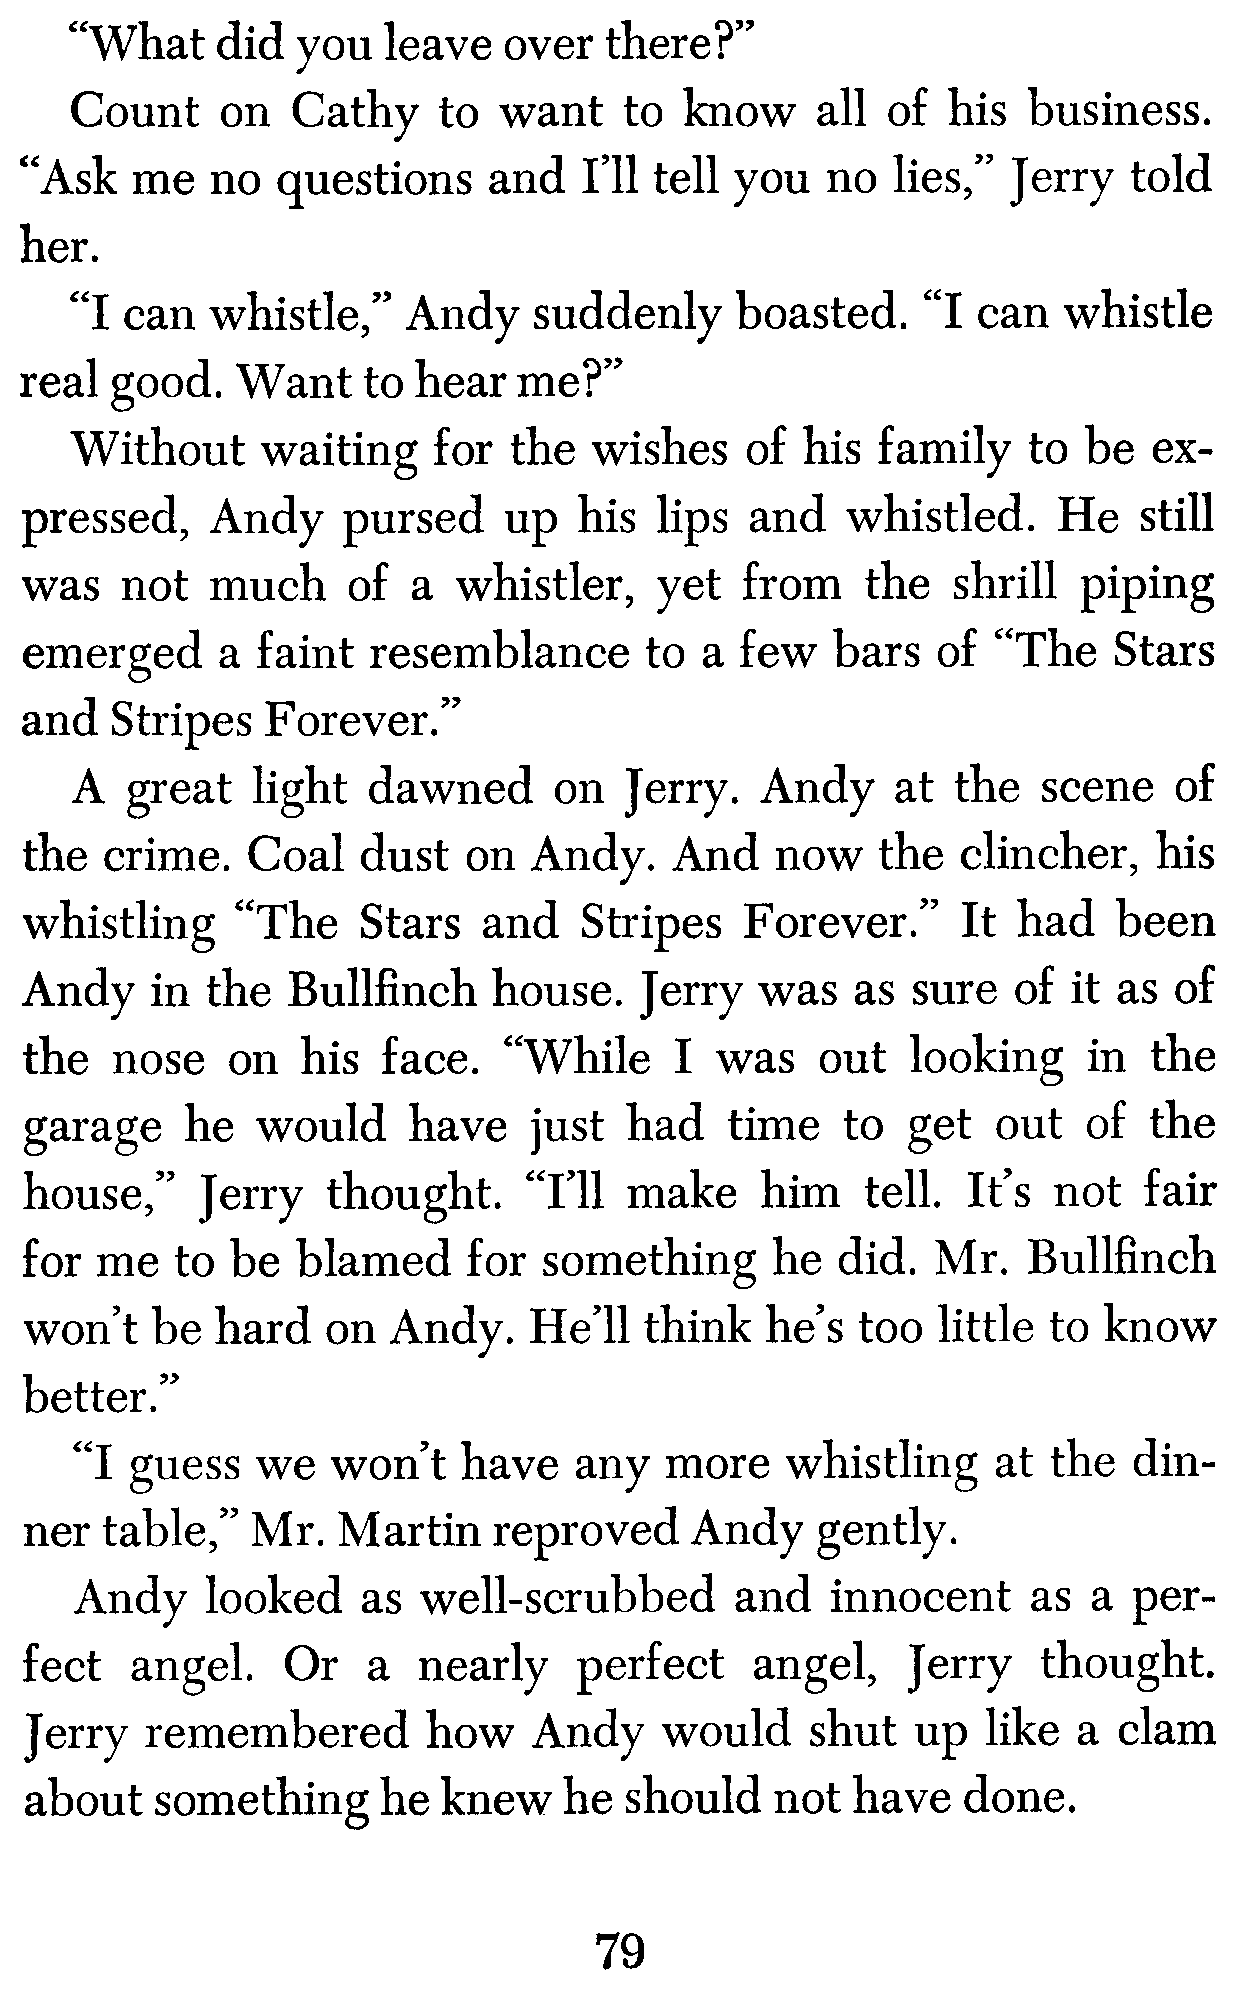 “What did you leave over there?”
Count on Cathy to want to know all of his business.
“Ask me no questions and I’ll tell you no lies,” Jerry told
her.
“I can whistle,” Andy suddenly boasted. “I can whistle
real good. Want to hear me?”
Without waiting for the wishes of his family to be ex-
pressed, Andy pursed up his lips and whistled. He still
was not much of a whistler, yet from the shrill piping
emerged a faint resemblance to a few bars of “The Stars
and Stripes Forever.”
A great light dawned on Jerry. Andy at the scene of
the crime. Coal dust on Andy. And now the clincher, his
whistling “The Stars and Stripes Forever.” It had been
Andy in the Bullfinch house. Jerry was as sure of it as of
the nose on his face. “While I was out looking in the
garage he would have just had time to get out of the
house,” Jerry thought. “I’ll make him tell. It’s not fair
for me to be blamed for something he did. Mr. Bullfinch
won’t be hard on Andy. He’ll think he’s too little to know
better.”
“I guess we won’t have any more whistling at the din-
ner table,” Mr. Martin reproved Andy gently.
Andy looked as well-scrubbed and innocent as a per-
fect angel. Or a nearly perfect angel, Jerry thought.
Jerry remembered how Andy would shut up like a clam
about something he knew he should not have done.
79